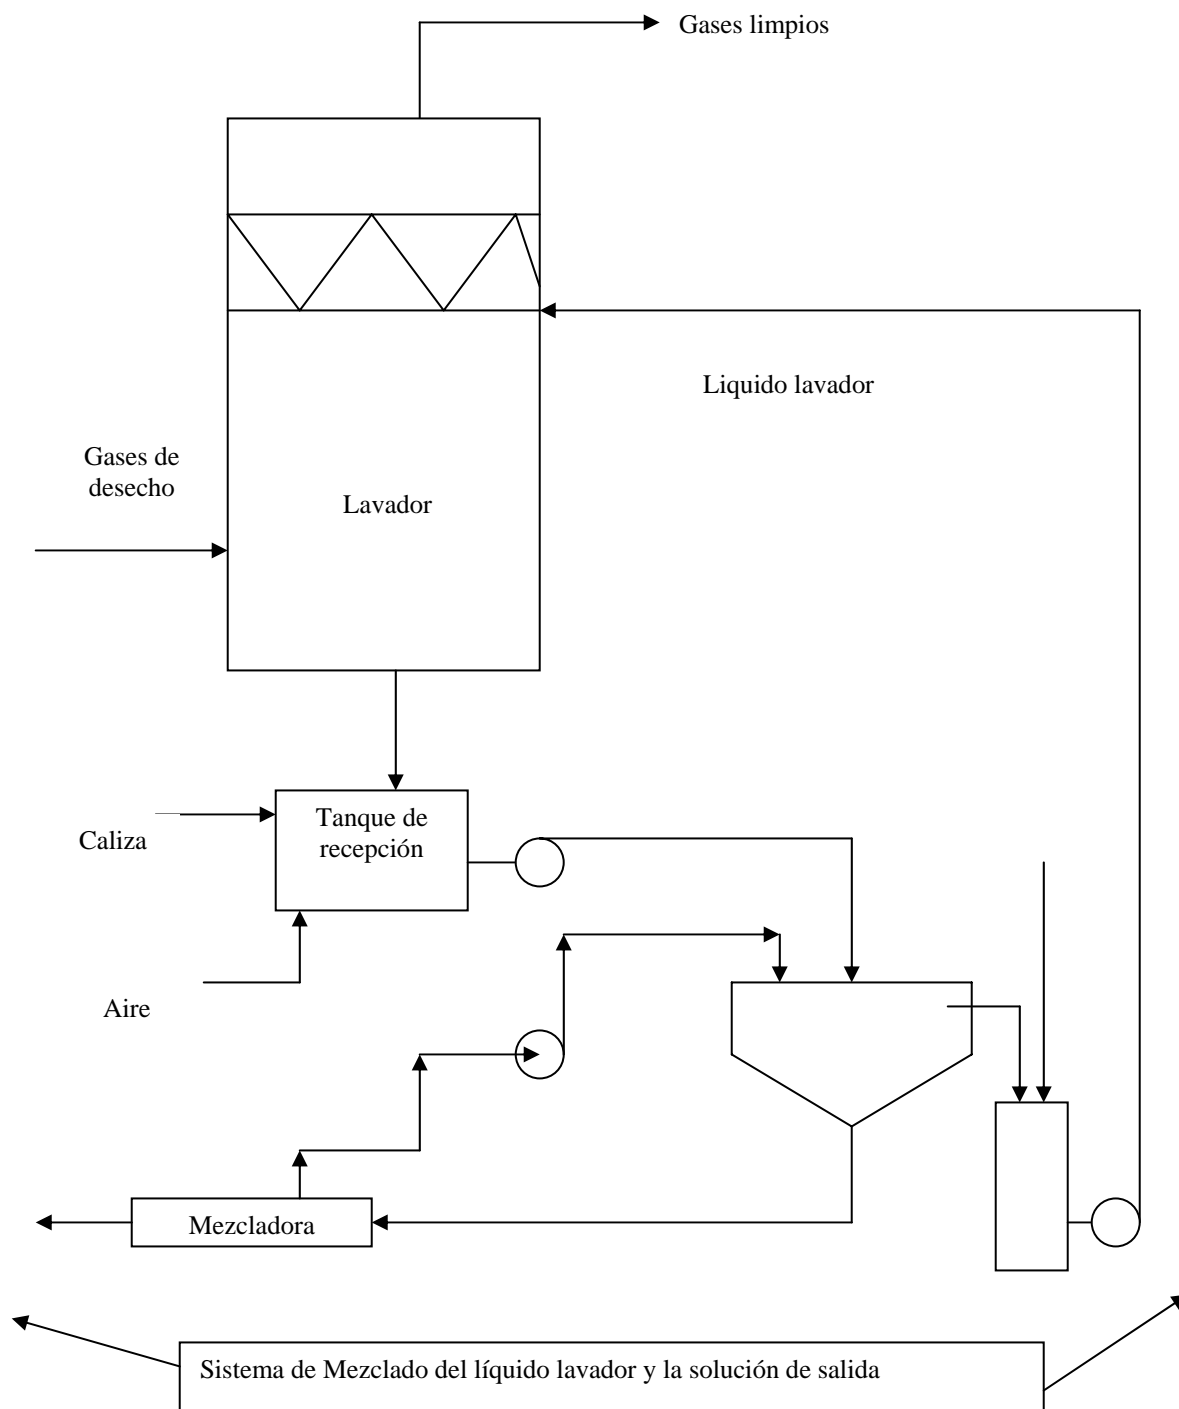 Gases limpios
Liquido lavador
Gases de
desecho
Lavador
Tanque de
recepción
Caliza
Aire
Mezcladora
Sistema de Mezclado del líquido lavador y la solución de salida